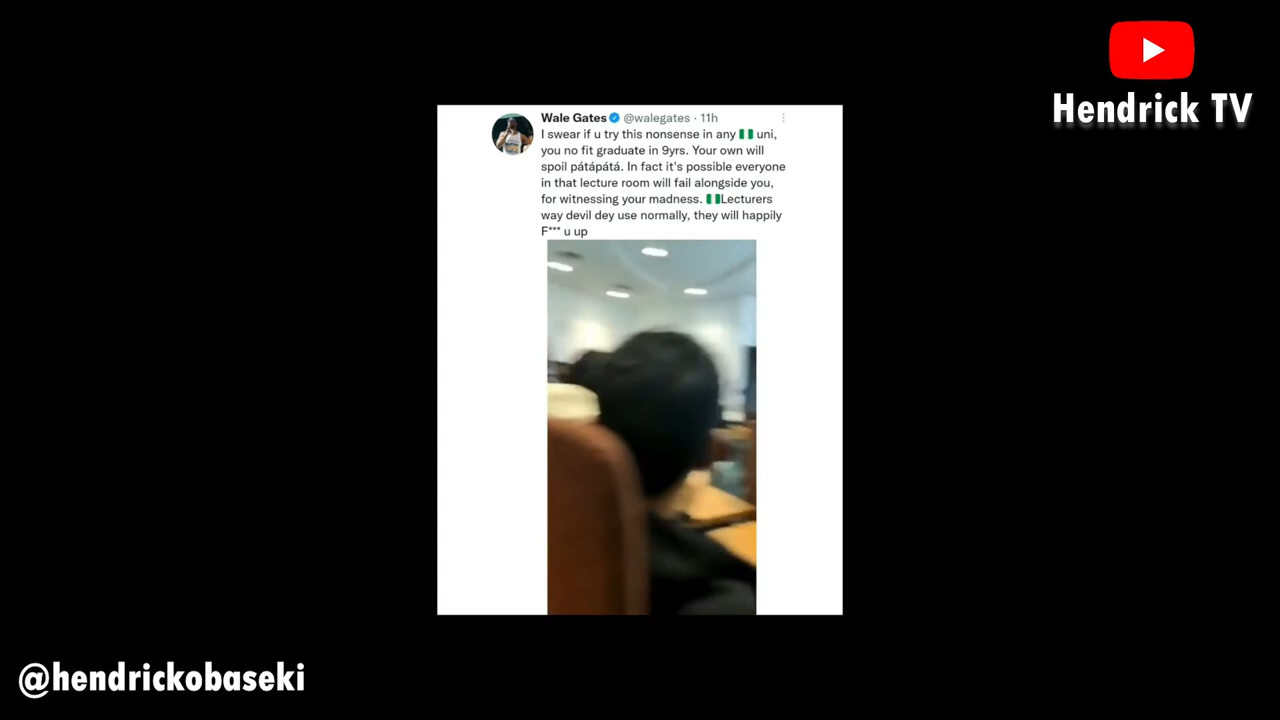 Hendrick TV
Wale Gates @walegates · 11h
I swear if u try this nonsense in any 🇳🇬 uni,
you no fit graduate in 9yrs. Your own will
spoil pátápátá. In fact it's possible everyone
in that lecture room will fail alongside you,
for witnessing your madness. 🇳🇬Lecturers
way devil dey use normally, they will happily
F*** u up
@hendrickobaseki